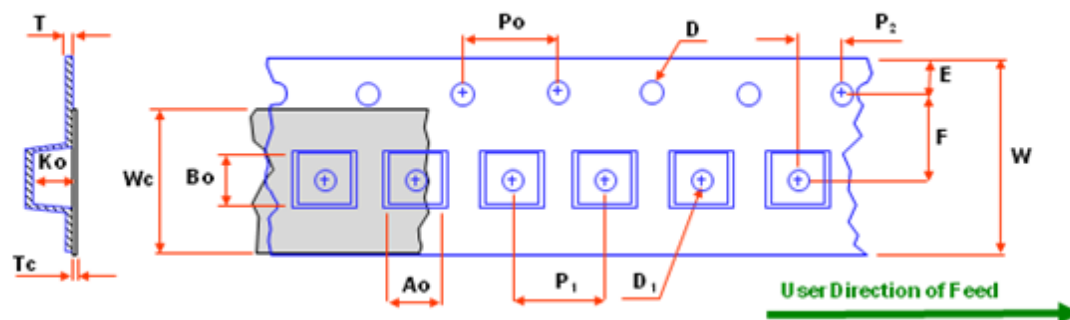 T
Po
D
P₂
E
F
W
Ko
Wc
Bo
Tc
Ao
P₁
D₁
User Direction of Feed